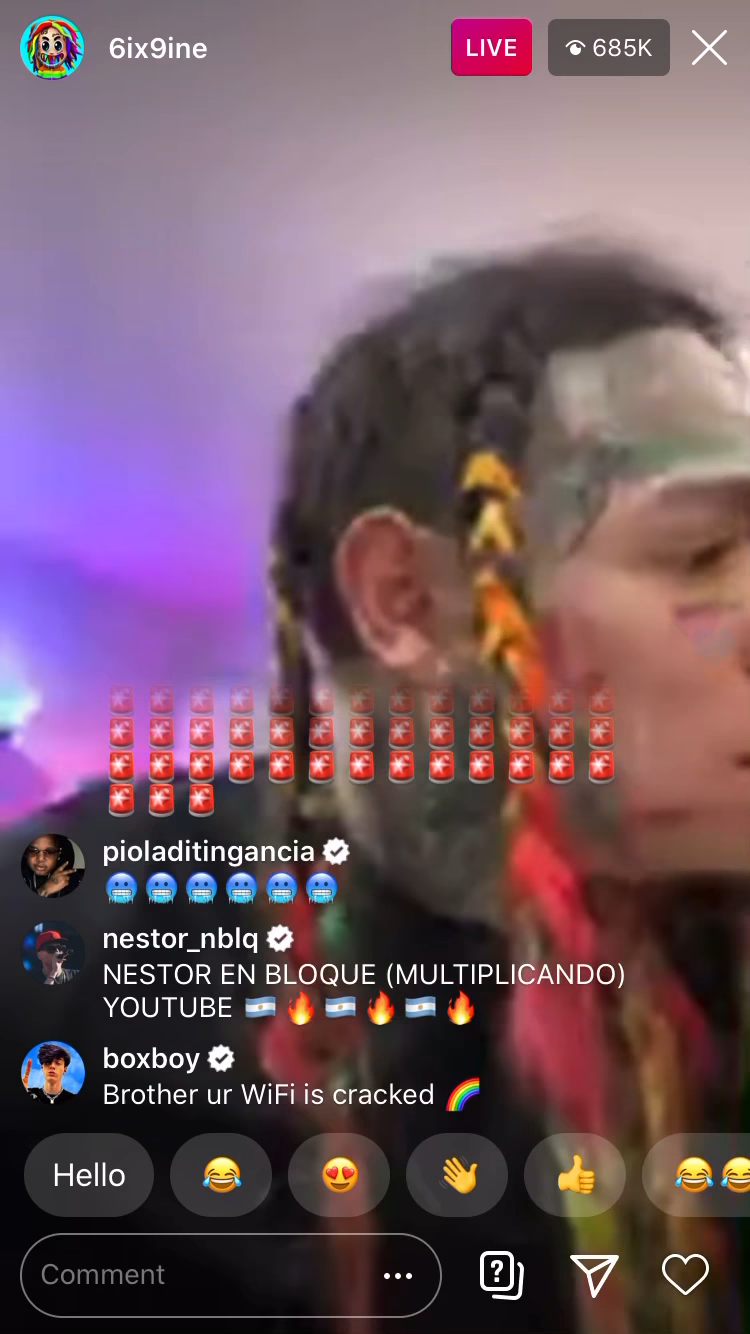 6ix9ine
LIVE
685K
🚨🚨🚨🚨🚨🚨🚨🚨🚨🚨🚨🚨🚨
🚨🚨🚨🚨🚨🚨🚨🚨🚨🚨🚨🚨🚨
🚨🚨🚨🚨🚨🚨🚨🚨🚨🚨🚨🚨🚨
🚨🚨🚨
pioladitingancia
🥶🥶🥶🥶🥶🥶
nestor_nblq
NESTOR EN BLOQUE (MULTIPLICANDO)
YOUTUBE 🇦🇷 🔥 🇦🇷 🔥 🇦🇷 🔥
boxboy
Brother ur WiFi is cracked 🌈
Hello 😂 😍 👋 👍 😂😂
Comment